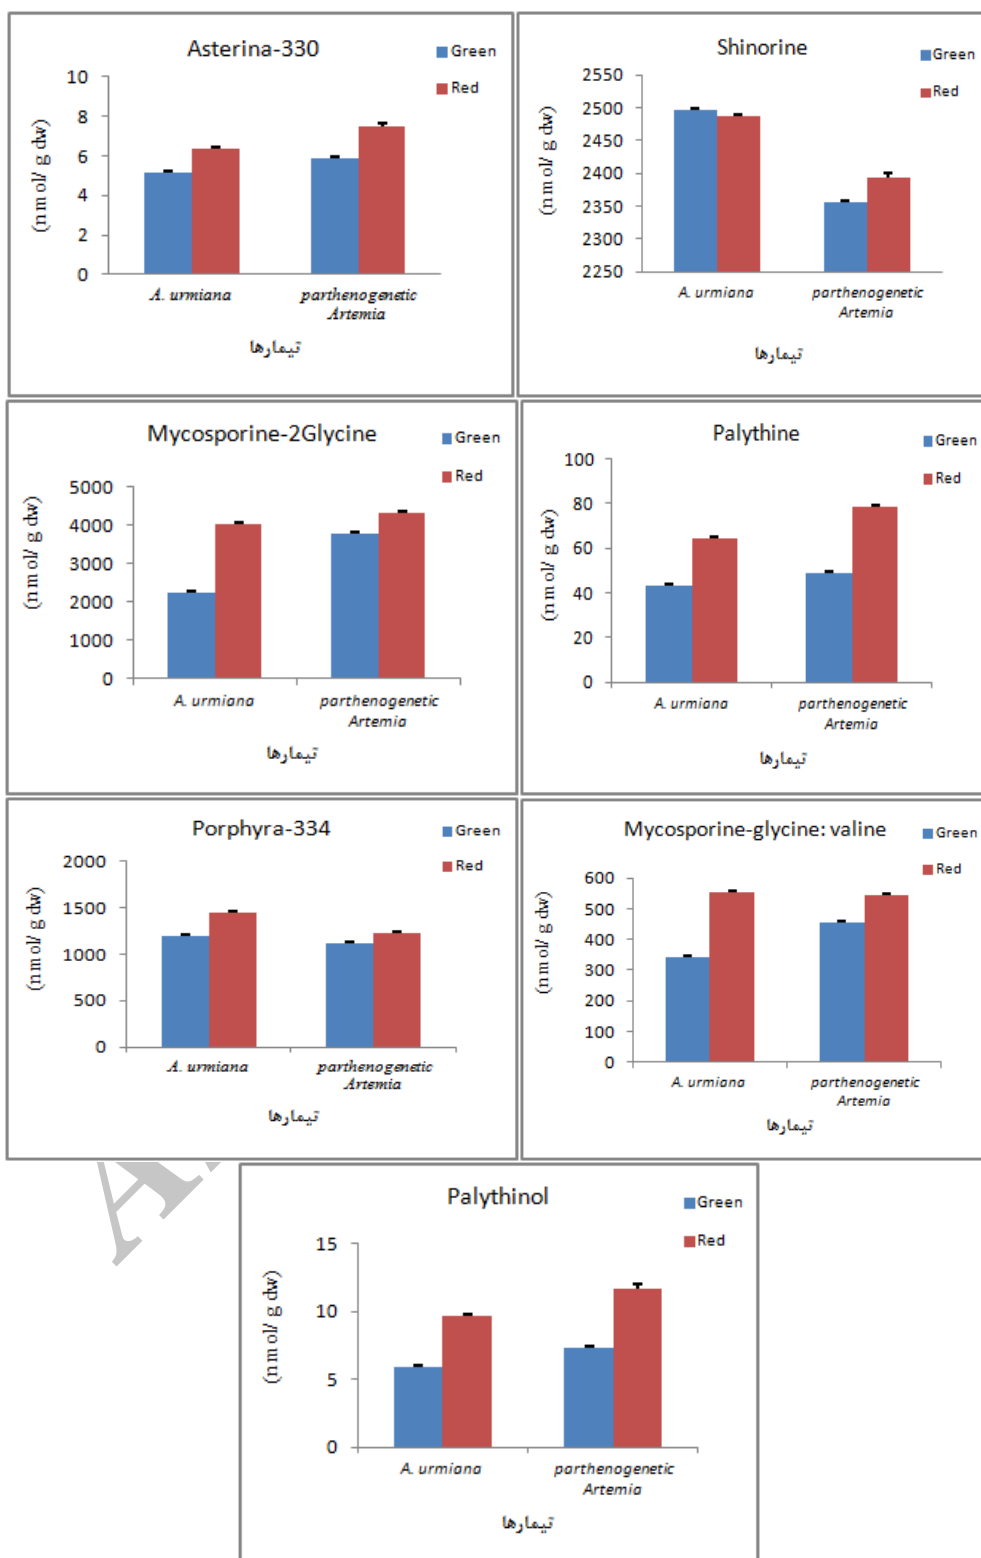 Asterina-330
Green
Red
(nmol/ g dw)
10
8
6
4
2
0
A. urmiana
parthenogenetic
Artemia
تیمارها
Shinorine
Green
Red
(nmol/ g dw)
2550
2500
2450
2400
2350
2300
2250
A. urmiana
parthenogenetic
Artemia
تیمارها
Mycosporine-2Glycine
Green
Red
(nmol/ g dw)
5000
4000
3000
2000
1000
0
A. urmiana
parthenogenetic
Artemia
تیمارها
Palythine
Green
Red
(nmol/ g dw)
100
80
60
40
20
0
A. urmiana
parthenogenetic
Artemia
تیمارها
Porphyra-334
Green
Red
(nmol/ g dw)
2000
1500
1000
500
0
A. urmiana
parthenogenetic
Artemia
تیمارها
Mycosporine-glycine: valine
Green
Red
(nmol/ g dw)
600
500
400
300
200
100
0
A. urmiana
parthenogenetic
Artemia
تیمارها
Palythinol
Green
Red
(nmol/ g dw)
15
10
5
0
A. urmiana
parthenogenetic
Artemia
تیمارها